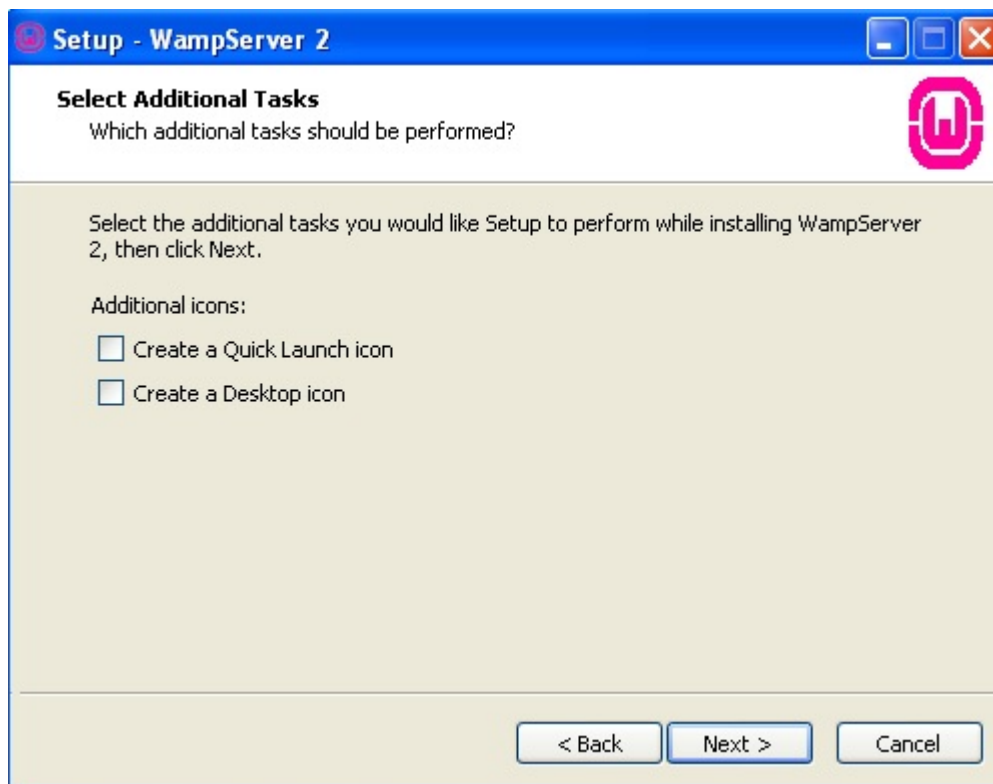 Setup - WampServer 2
Select Additional Tasks
Which additional tasks should be performed?
Select the additional tasks you would like Setup to perform while installing WampServer
2, then click Next.
Additional icons:
Create a Quick Launch icon
Create a Desktop icon
< Back
Next >
Cancel